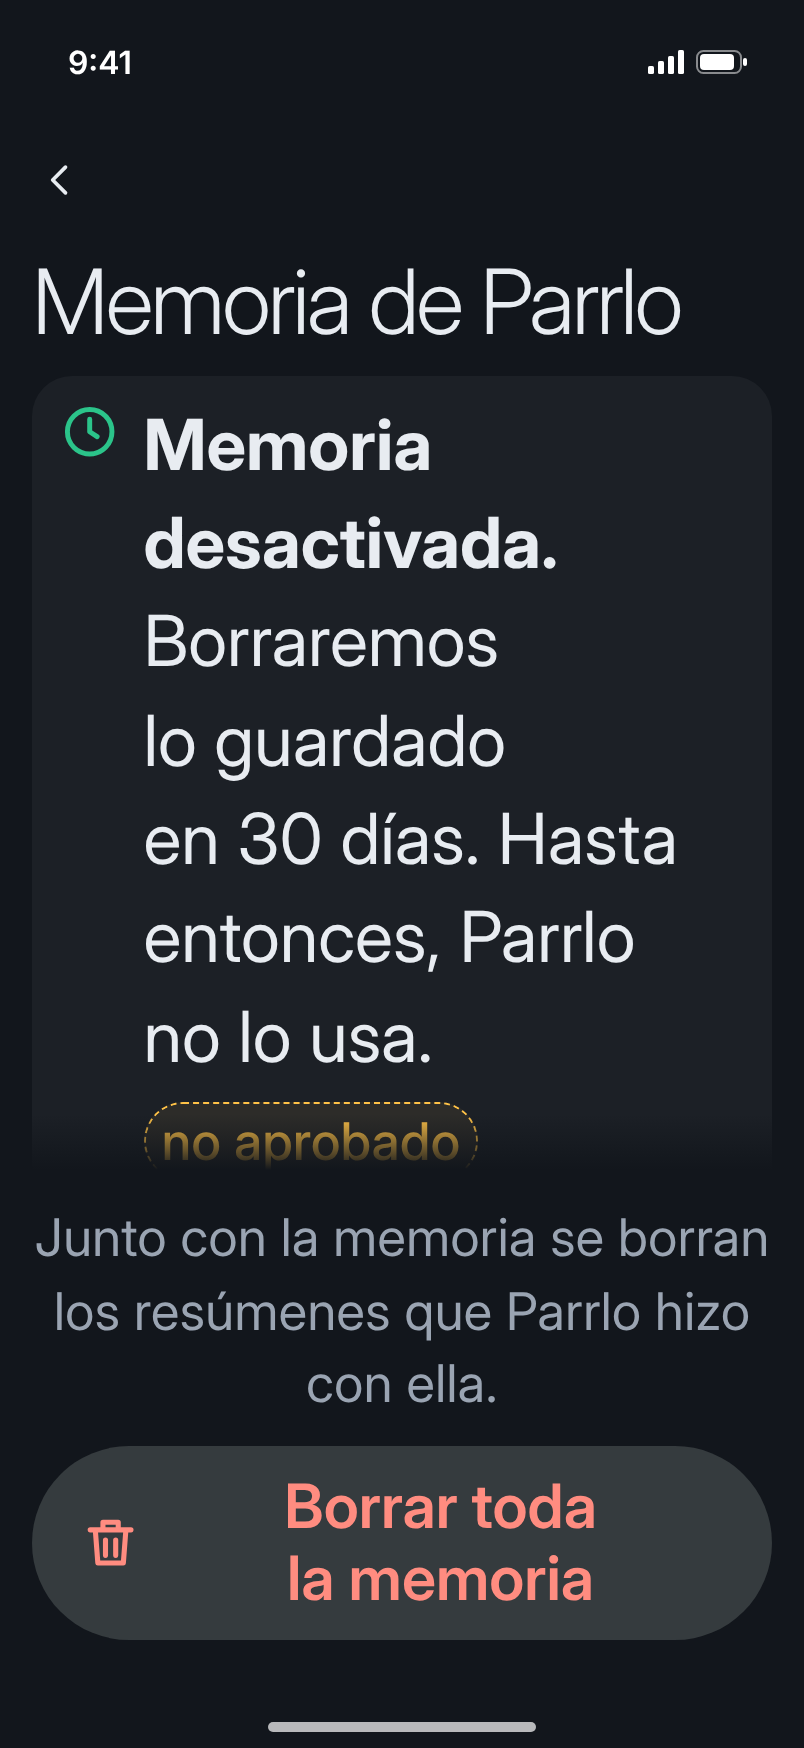 9:41
Memoria de Parrlo
Memoria
desactivada.
Borraremos
lo guardado
en 30 días. Hasta
entonces, Parrlo
no lo usa.
no aprobado
Junto con la memoria se borran
los resúmenes que Parrlo hizo
con ella.
Borrar toda
la memoria